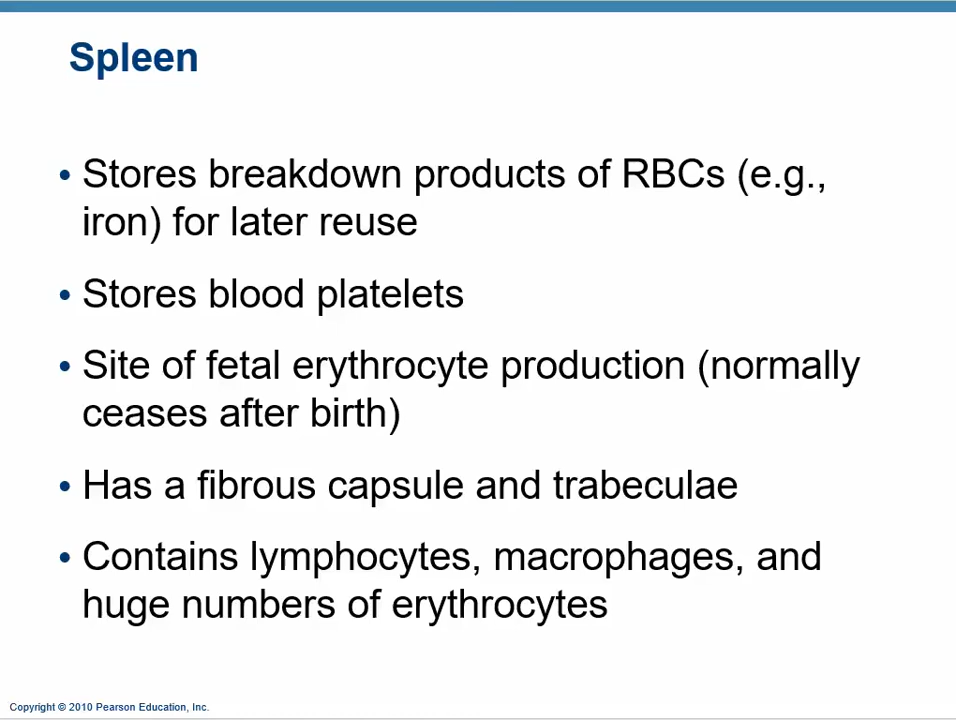 Spleen
• Stores breakdown products of RBCs (e.g.,
iron) for later reuse
• Stores blood platelets
• Site of fetal erythrocyte production (normally
ceases after birth)
• Has a fibrous capsule and trabeculae
• Contains lymphocytes, macrophages, and
huge numbers of erythrocytes
Copyright © 2010 Pearson Education, Inc.